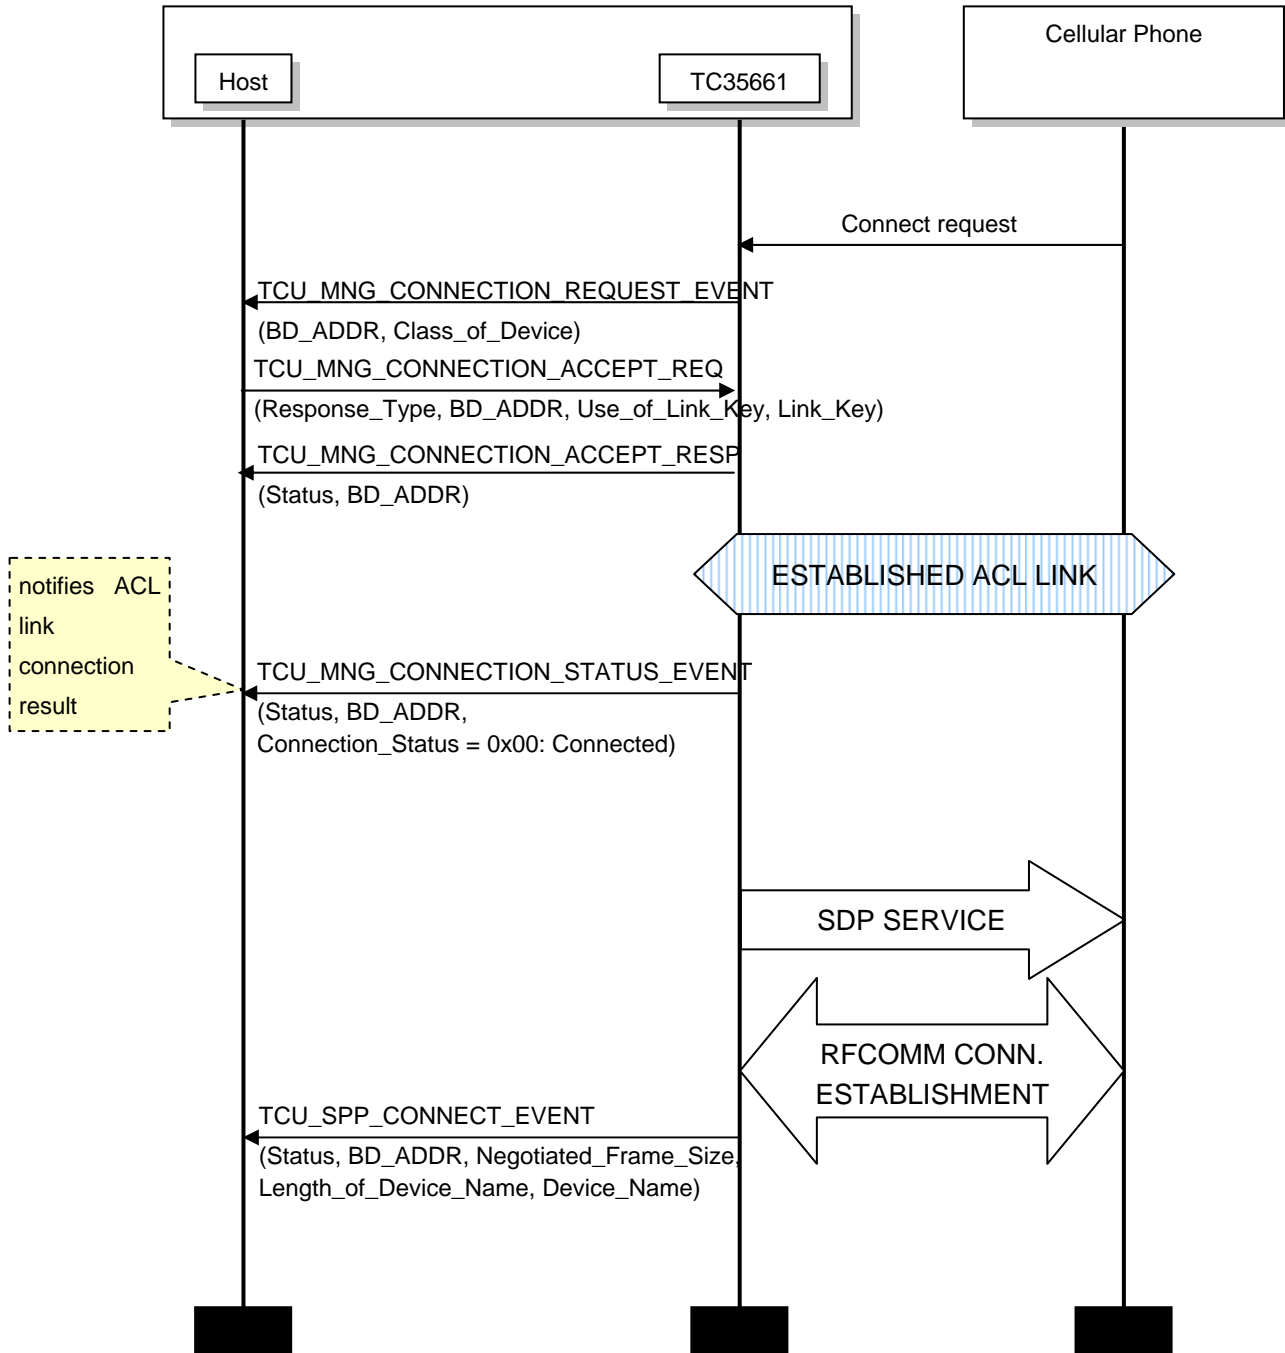 Cellular Phone
Host
TC35661
Connect request
TCU_MNG_CONNECTION_REQUEST_EVENT
(BD_ADDR, Class_of_Device)
TCU_MNG_CONNECTION_ACCEPT_REQ
(Response_Type, BD_ADDR, Use_of_Link_Key, Link_Key)
TCU_MNG_CONNECTION_ACCEPT_RESP
(Status, BD_ADDR)
ESTABLISHED ACL LINK
notifies ACL
link
connection
result
TCU_MNG_CONNECTION_STATUS_EVENT
(Status, BD_ADDR,
Connection_Status = 0x00: Connected)
SDP SERVICE
RFCOMM CONN.
ESTABLISHMENT
TCU_SPP_CONNECT_EVENT
(Status, BD_ADDR, Negotiated_Frame_Size,
Length_of_Device_Name, Device_Name)